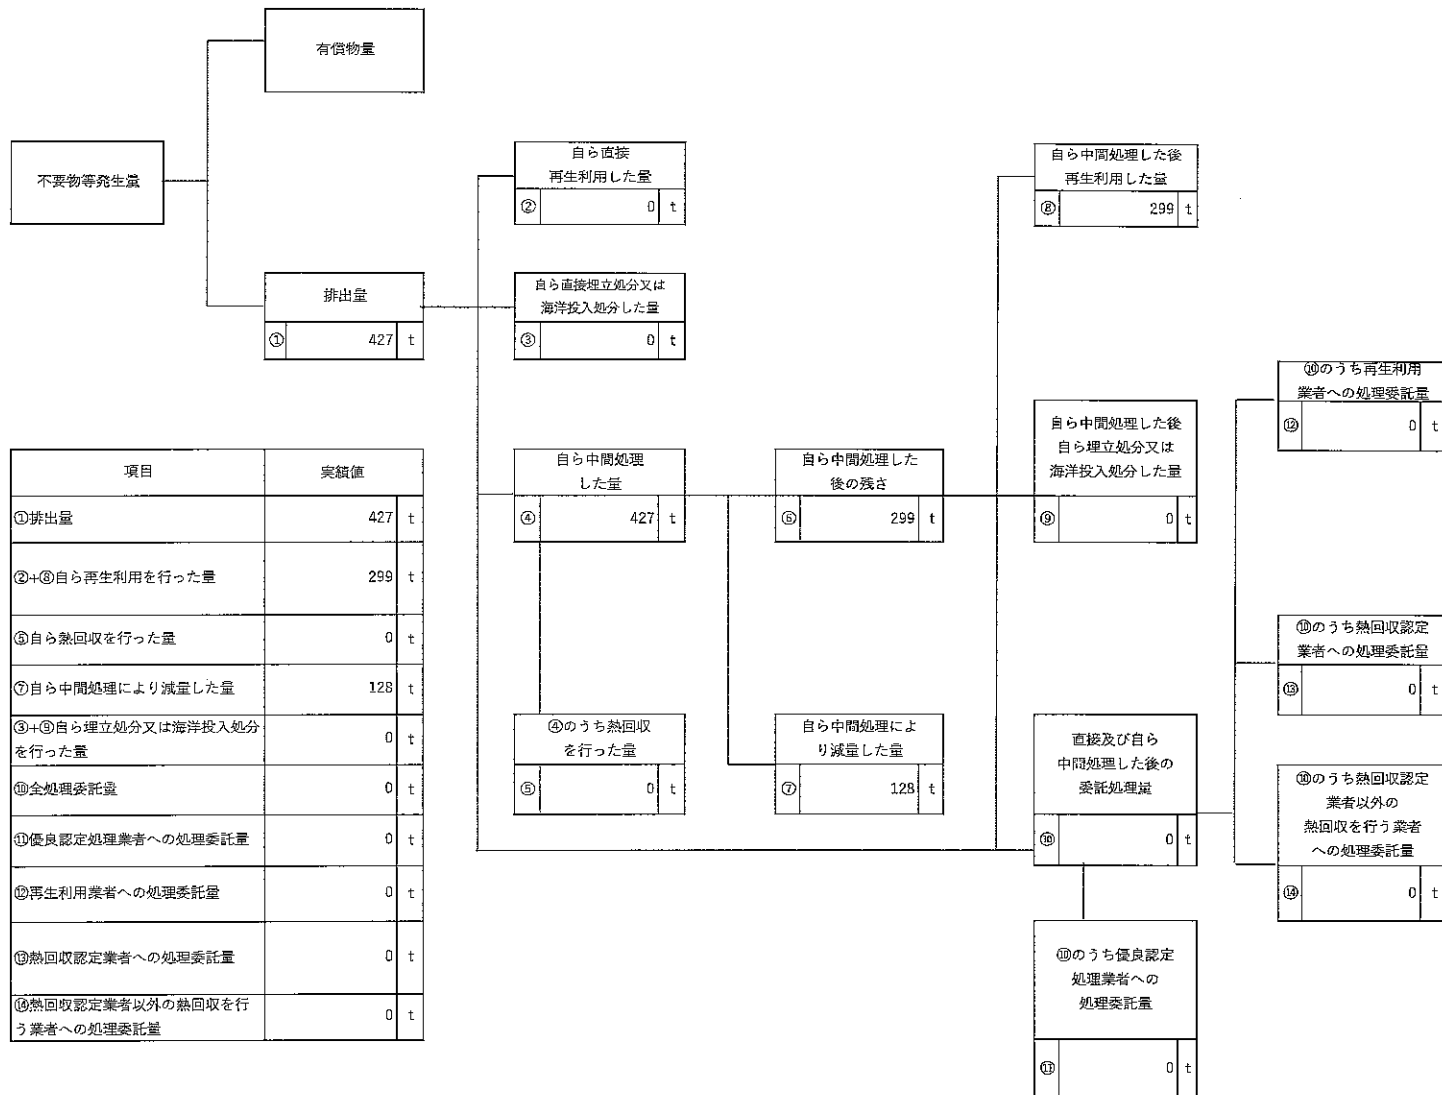 有償物量
不要物等発生量
排出量
① 427 t
自ら直接
再生利用した量
② 0 t
自ら直接埋立処分又は
海洋投入処分した量
③ 0 t
自ら中間処理
した量
④ 427 t
④のうち熱回収
を行った量
⑤ 0 t
自ら中間処理した
後の残さ
⑥ 299 t
自ら中間処理によ
り減量した量
⑦ 128 t
自ら中間処理した後
再生利用した量
⑧ 299 t
自ら中間処理した後
自ら埋立処分又は
海洋投入処分した量
⑨ 0 t
直接及び自ら
中間処理した後の
委託処理量
⑩ 0 t
⑩のうち優良認定
処理業者への
処理委託量
⑪ 0 t
⑩のうち再生利用
業者への処理委託量
⑫ 0 t
⑩のうち熱回収認定
業者への処理委託量
⑬ 0 t
⑩のうち熱回収認定
業者以外の
熱回収を行う業者
への処理委託量
⑭ 0 t
項目 実績値
①排出量 427 t
②+⑧自ら再生利用を行った量 299 t
⑤自ら熱回収を行った量 0 t
⑦自ら中間処理により減量した量 128 t
③+⑨自ら埋立処分又は海洋投入処分
を行った量 0 t
⑩全処理委託量 0 t
⑪優良認定処理業者への処理委託量 0 t
⑫再生利用業者への処理委託量 0 t
⑬熱回収認定業者への処理委託量 0 t
⑭熱回収認定業者以外の熱回収を行
う業者への処理委託量 0 t